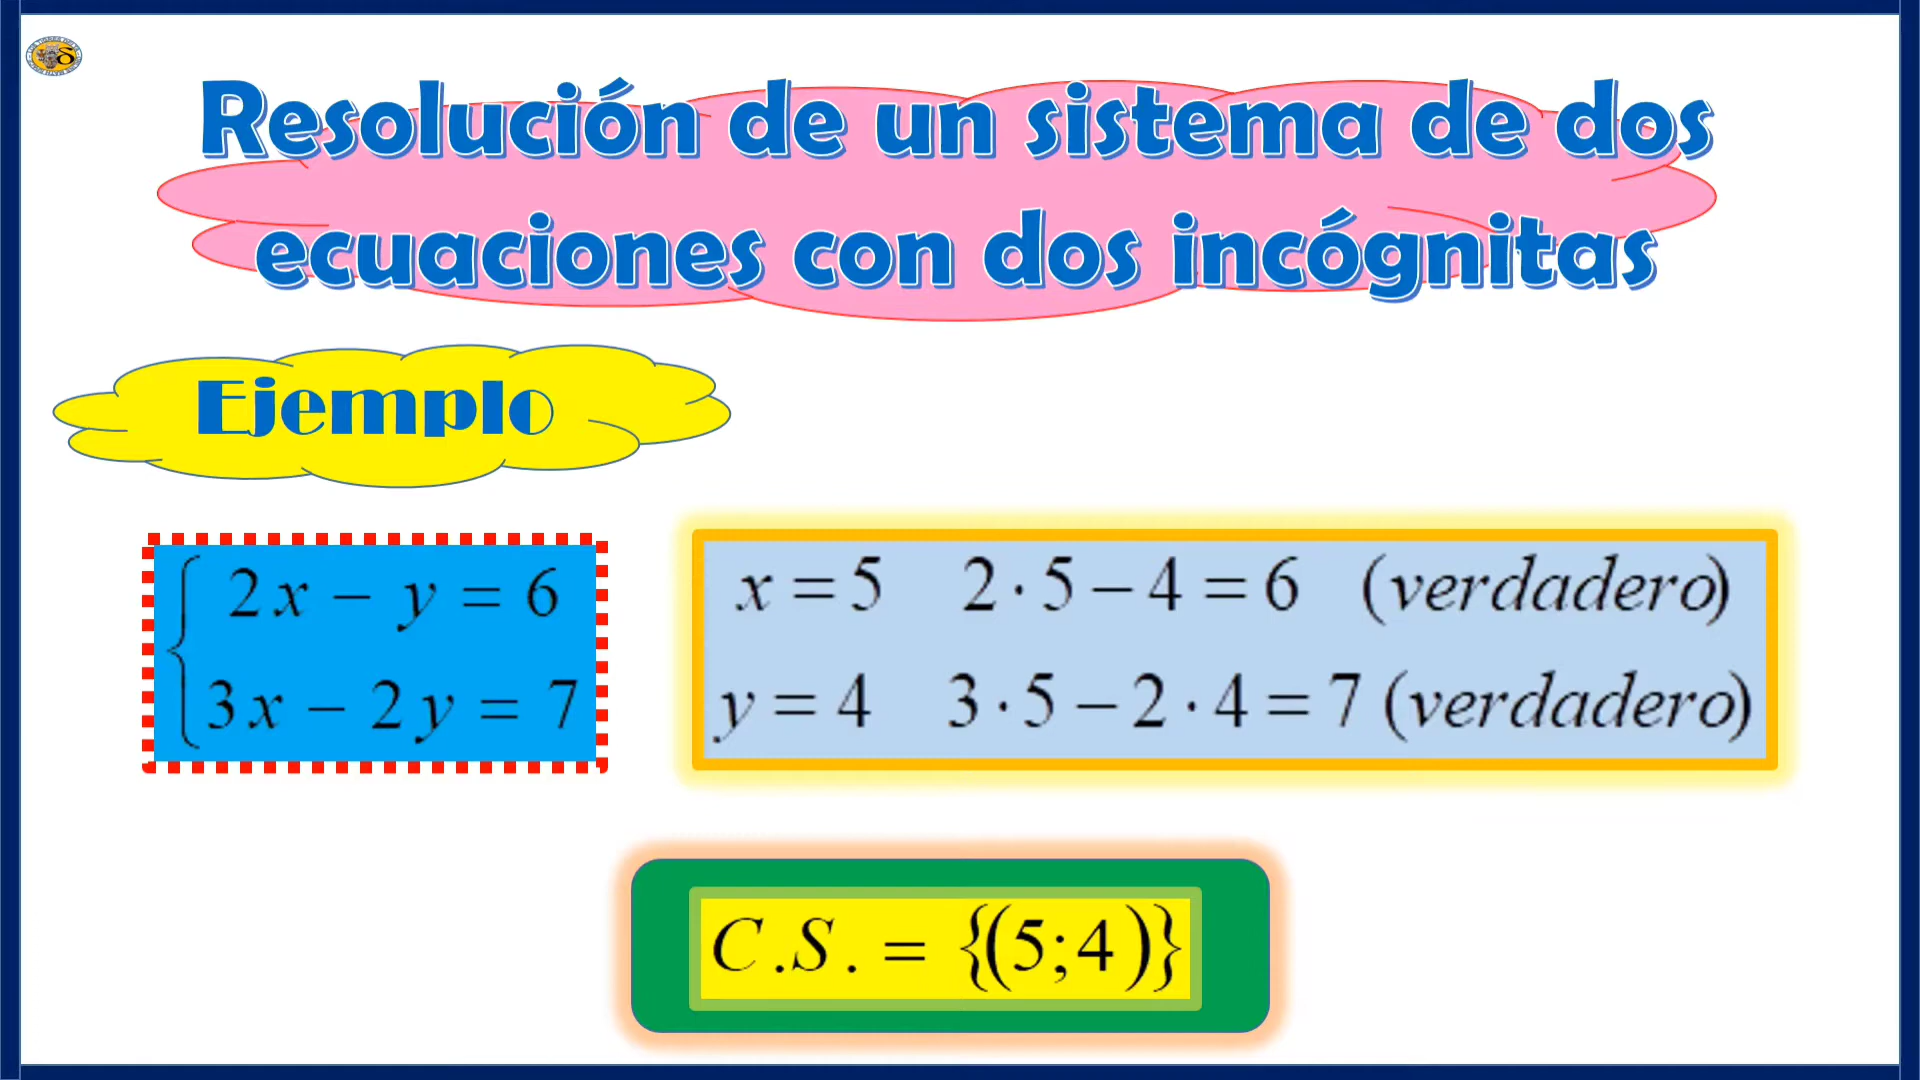 Resolución de un sistema de dos
ecuaciones con dos incógnitas
Ejemplo
2x − y = 6
3x − 2y = 7
x = 5 2 · 5 − 4 = 6 (verdadero)
y = 4 3 · 5 − 2 · 4 = 7 (verdadero)
C.S. = {(5;4)}